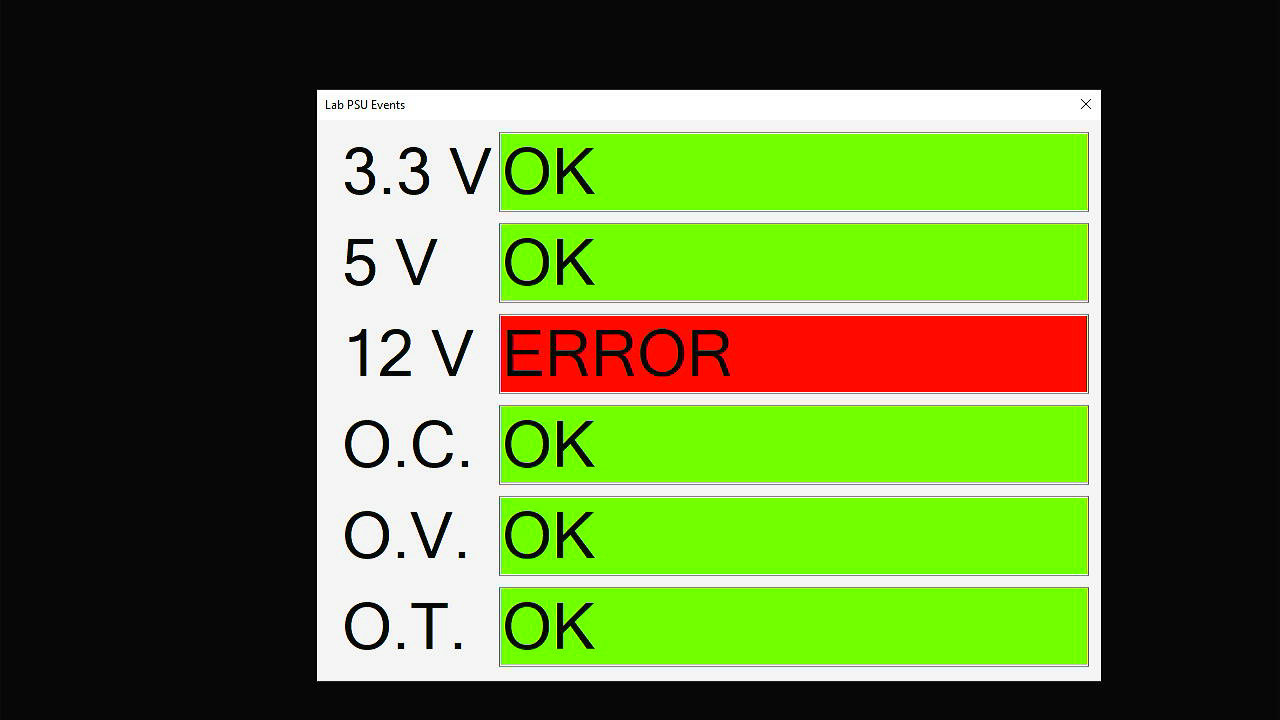 Lab PSU Events
3.3 V OK
5 V OK
12 V ERROR
O.C. OK
O.V. OK
O.T. OK